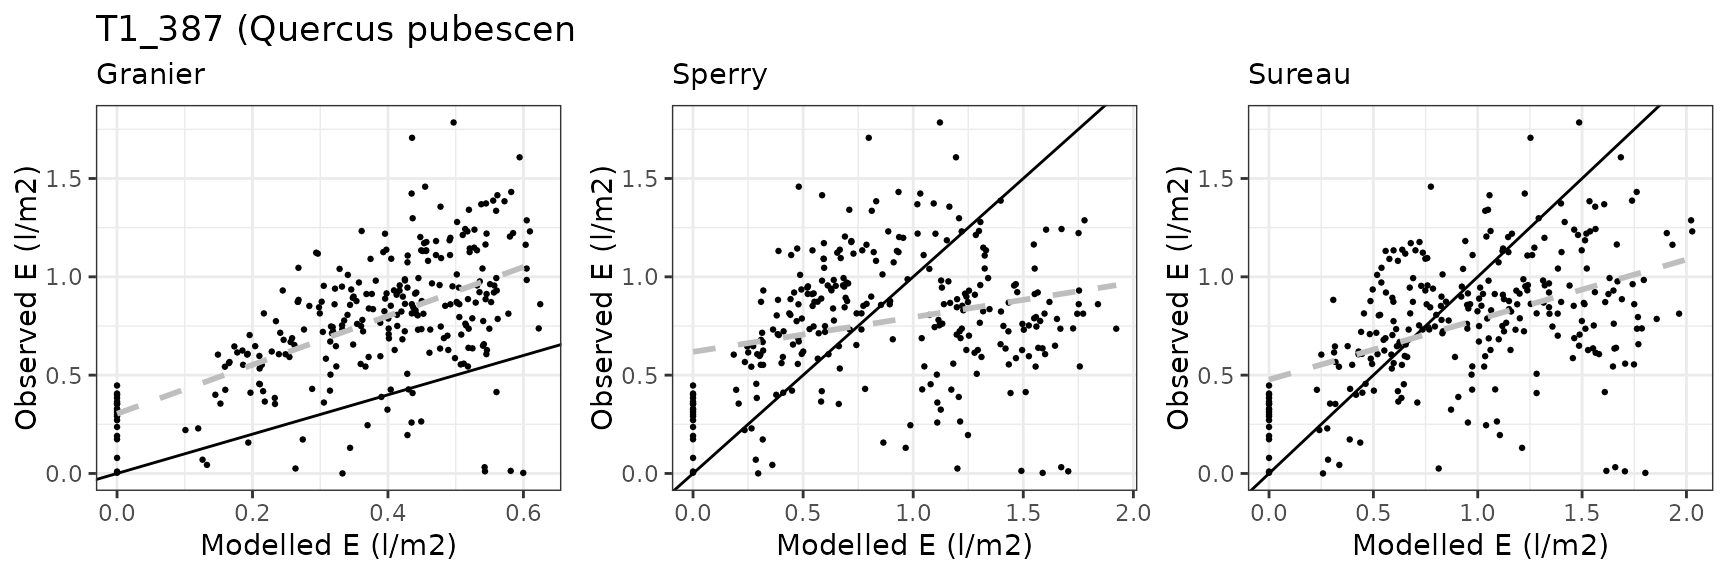 T1_387 (Quercus pubescen
Granier
Observed E (l/m2)
1.5
1.0
0.5
0.0
0.0 0.2 0.4 0.6
Modelled E (l/m2)
Sperry
Observed E (l/m2)
1.5
1.0
0.5
0.0
0.0 0.5 1.0 1.5 2.0
Modelled E (l/m2)
Sureau
Observed E (l/m2)
1.5
1.0
0.5
0.0
0.0 0.5 1.0 1.5 2.0
Modelled E (l/m2)